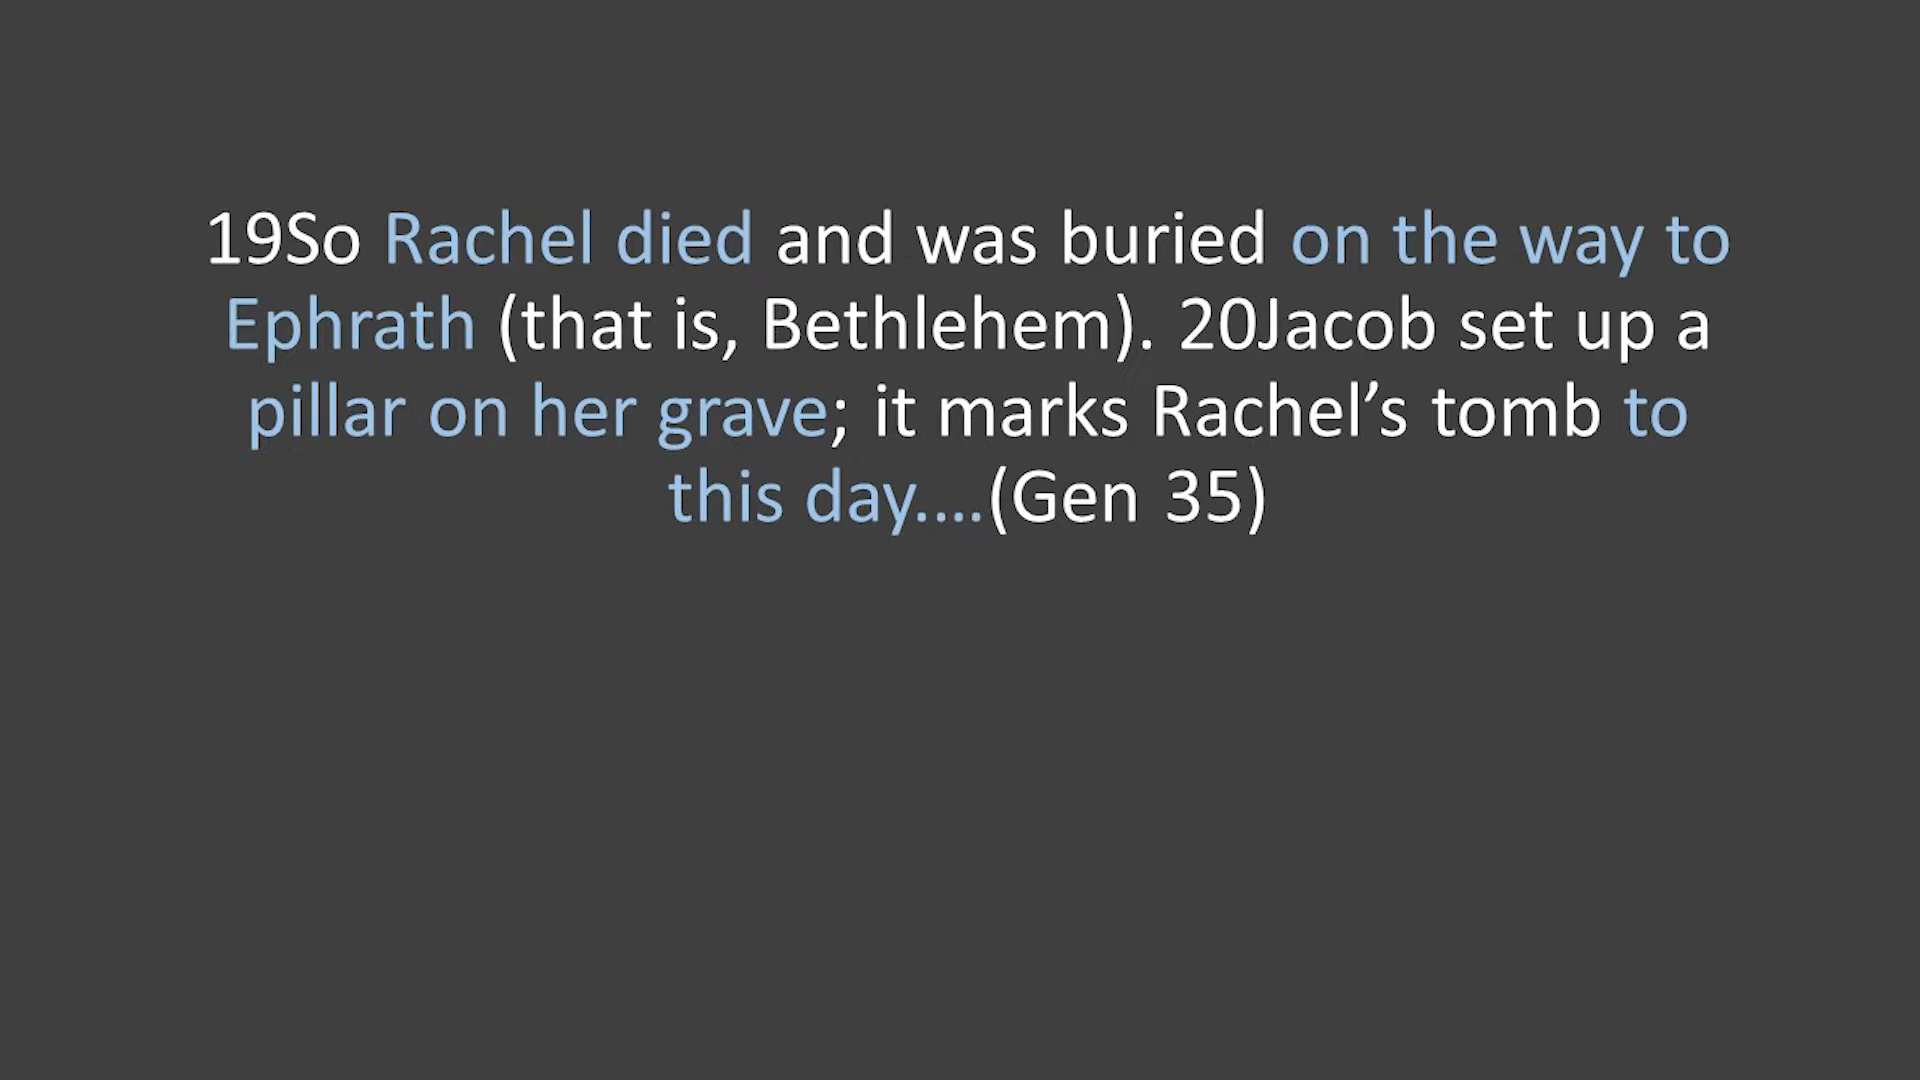 19So Rachel died and was buried on the way to
Ephrath (that is, Bethlehem). 20Jacob set up a
pillar on her grave; it marks Rachel’s tomb to
this day....(Gen 35)